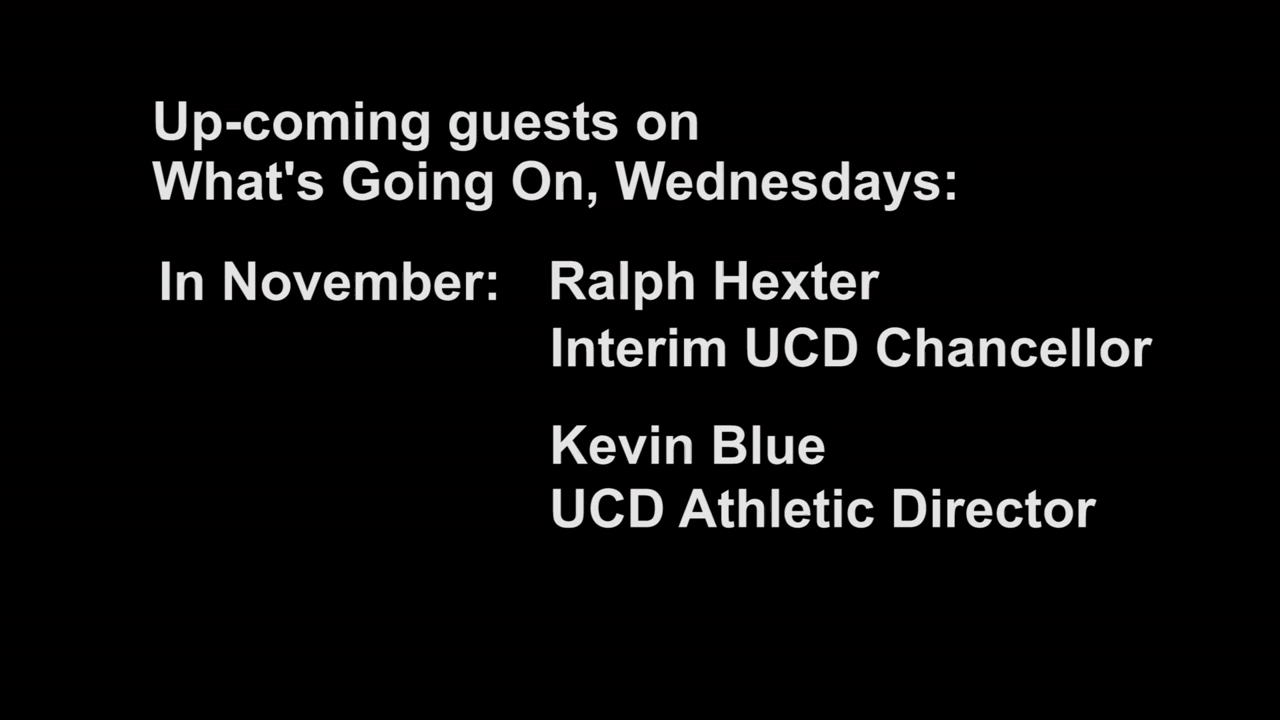 Up-coming guests on
What's Going On, Wednesdays:
In November: Ralph Hexter
Interim UCD Chancellor
Kevin Blue
UCD Athletic Director